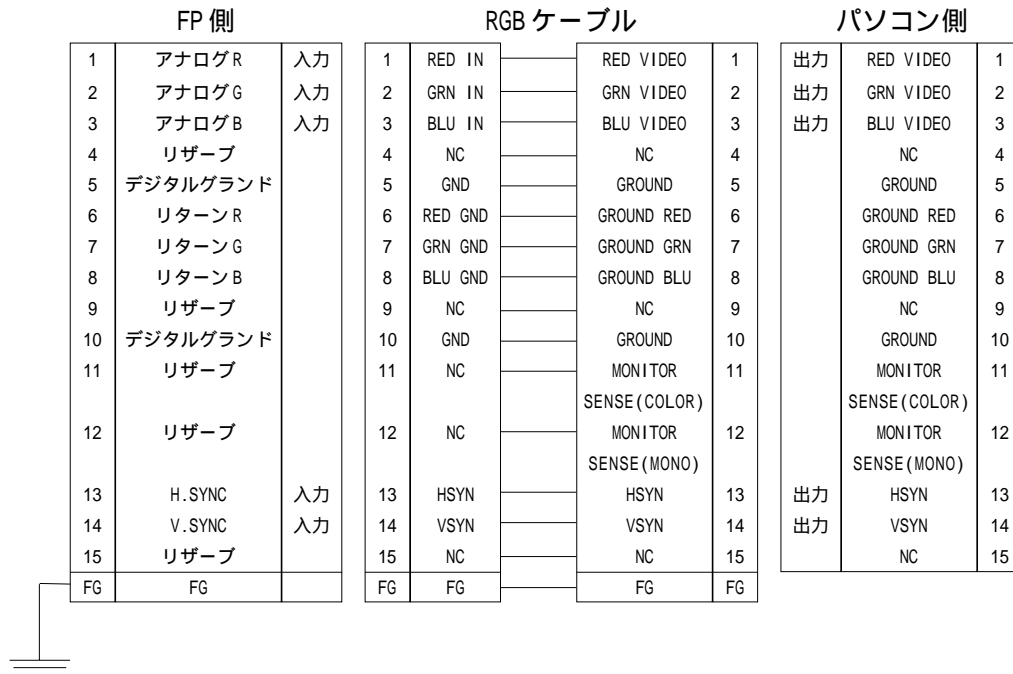 FP側 RGBケーブル パソコン側
1 アナログR 入力 1 RED IN RED VIDEO 1 出力 RED VIDEO 1
2 アナログG 入力 2 GRN IN GRN VIDEO 2 出力 GRN VIDEO 2
3 アナログB 入力 3 BLU IN BLU VIDEO 3 出力 BLU VIDEO 3
4 リザーブ 4 NC NC 4 NC 4
5 デジタルグランド 5 GND GROUND 5 GROUND 5
6 リターンR 6 RED GND GROUND RED 6 GROUND RED 6
7 リターンG 7 GRN GND GROUND GRN 7 GROUND GRN 7
8 リターンB 8 BLU GND GROUND BLU 8 GROUND BLU 8
9 リザーブ 9 NC NC 9 NC 9
10 デジタルグランド 10 GND GROUND 10 GROUND 10
11 リザーブ 11 NC MONITOR 11 MONITOR 11
SENSE(COLOR) SENSE(COLOR)
12 リザーブ 12 NC MONITOR 12 MONITOR 12
SENSE(MONO) SENSE(MONO)
13 H.SYNC 入力 13 HSYN HSYN 13 出力 HSYN 13
14 V.SYNC 入力 14 VSYN VSYN 14 出力 VSYN 14
15 リザーブ 15 NC NC 15 NC 15
FG FG FG FG FG FG